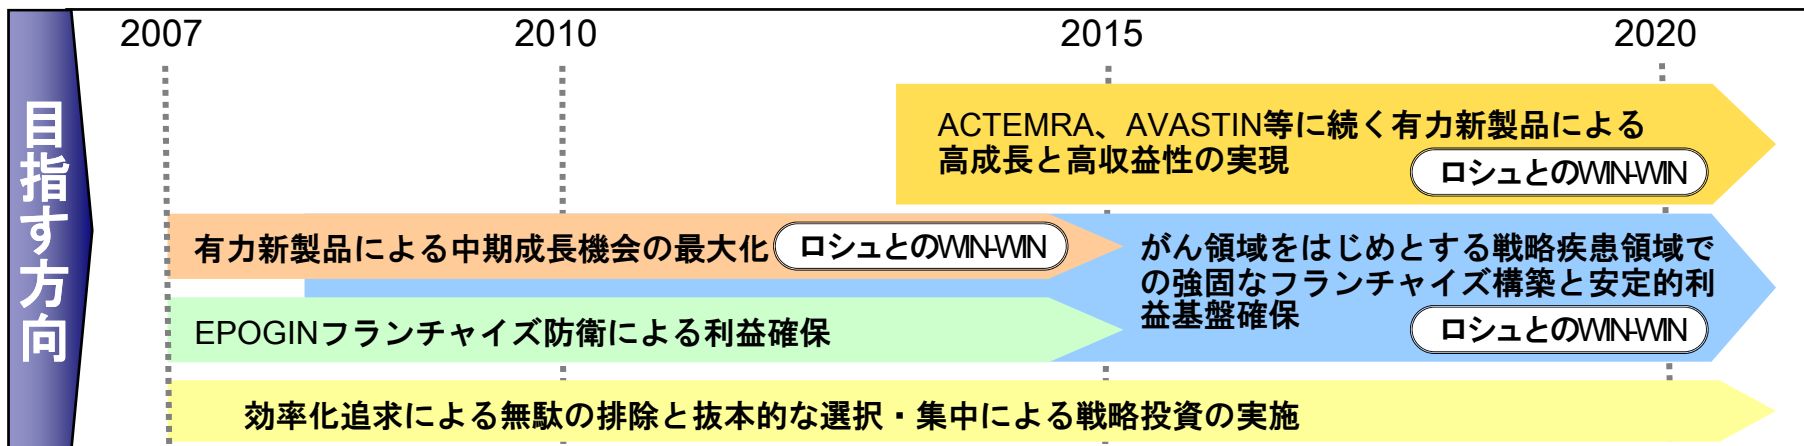 2007 2010 2015 2020
目指す方向
ACTEMRA、AVASTIN等に続く有力新製品による
高成長と高収益性の実現
ロシュとのWIN-WIN
有力新製品による中期成長機会の最大化
ロシュとのWIN-WIN
がん領域をはじめとする戦略疾患領域で
の強固なフランチャイズ構築と安定的利
益基盤確保
ロシュとのWIN-WIN
EPOGINフランチャイズ防衛による利益確保
効率化追求による無駄の排除と抜本的な選択・集中による戦略投資の実施